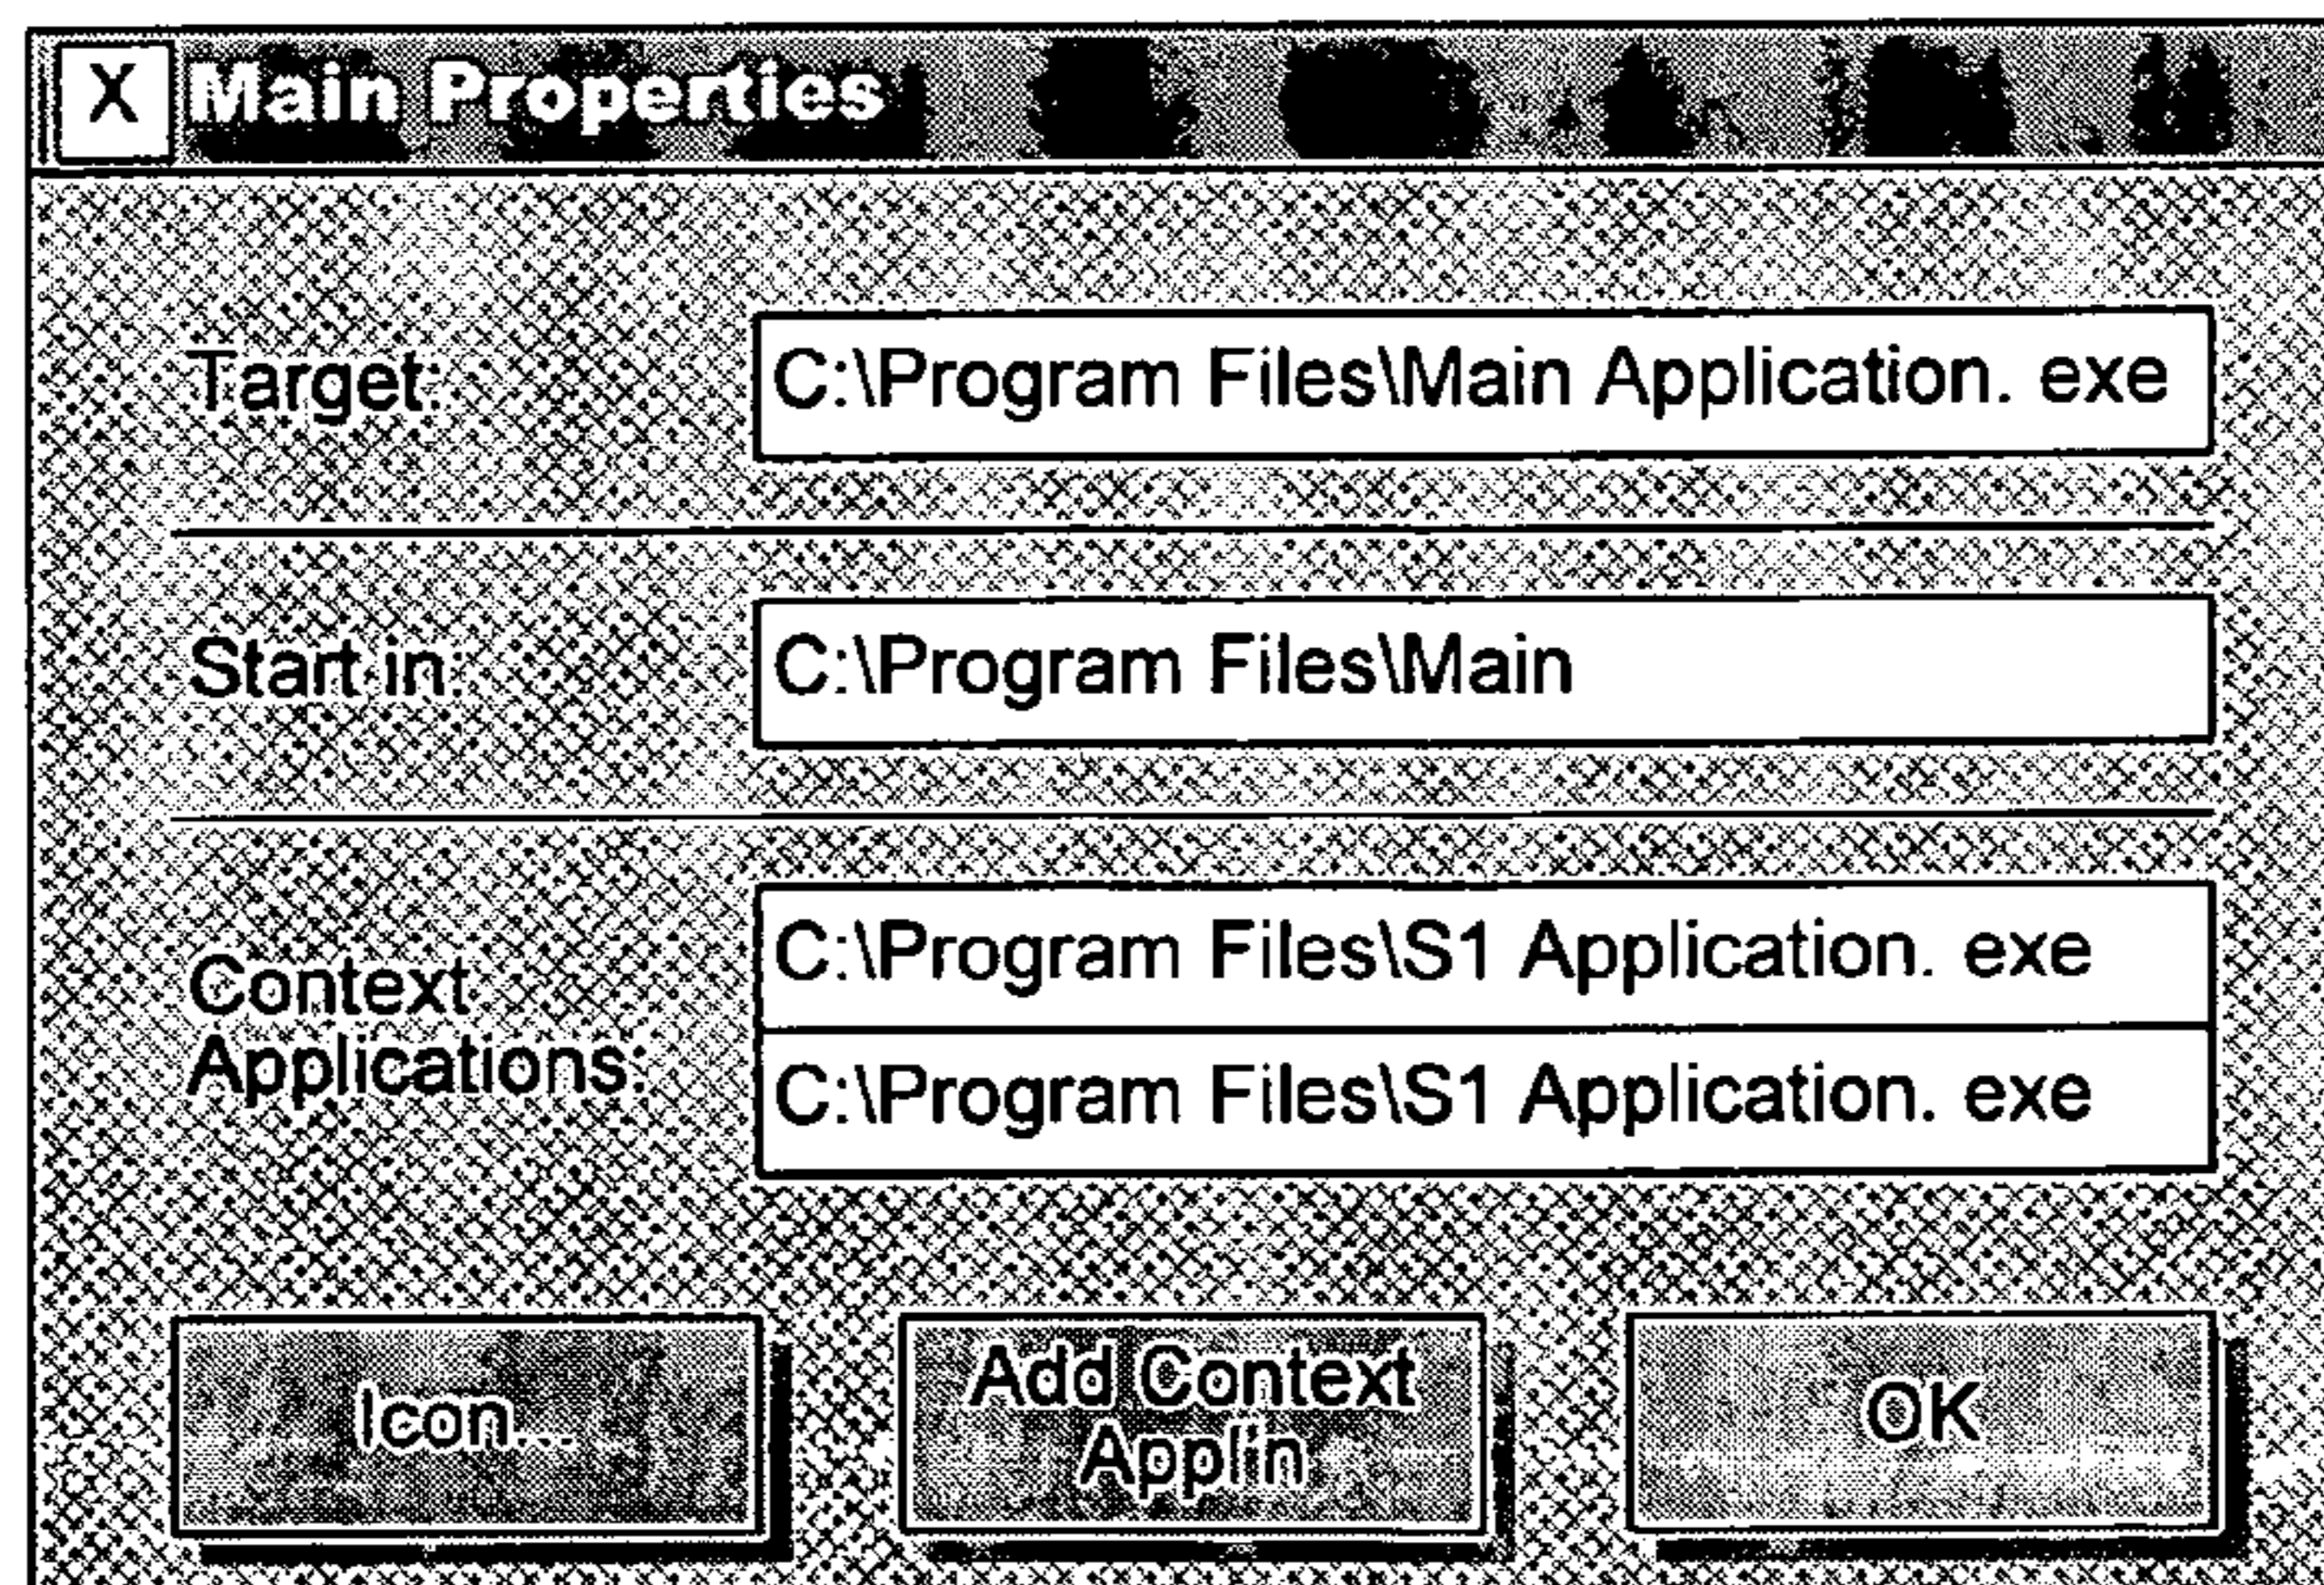 X Main Properties
Target: C:\Program Files\Main Application. exe
Start in: C:\Program Files\Main
Context
Applications:
C:\Program Files\S1 Application. exe
C:\Program Files\S1 Application. exe
Icon...
Add Context
Applin
OK